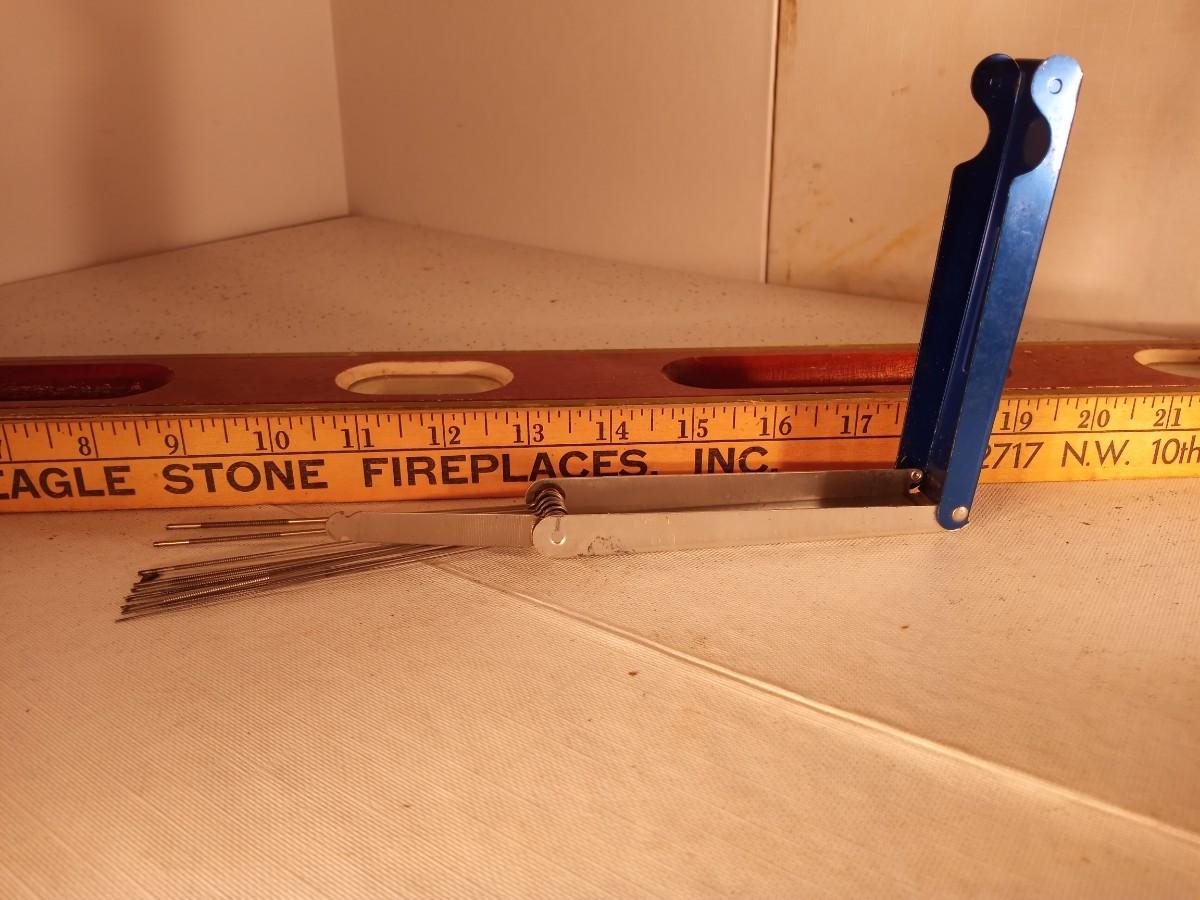 8 9 10 11 12 13 14 15 16 17 19 20 21
EAGLE STONE FIREPLACES, INC. 2717 N.W. 10th